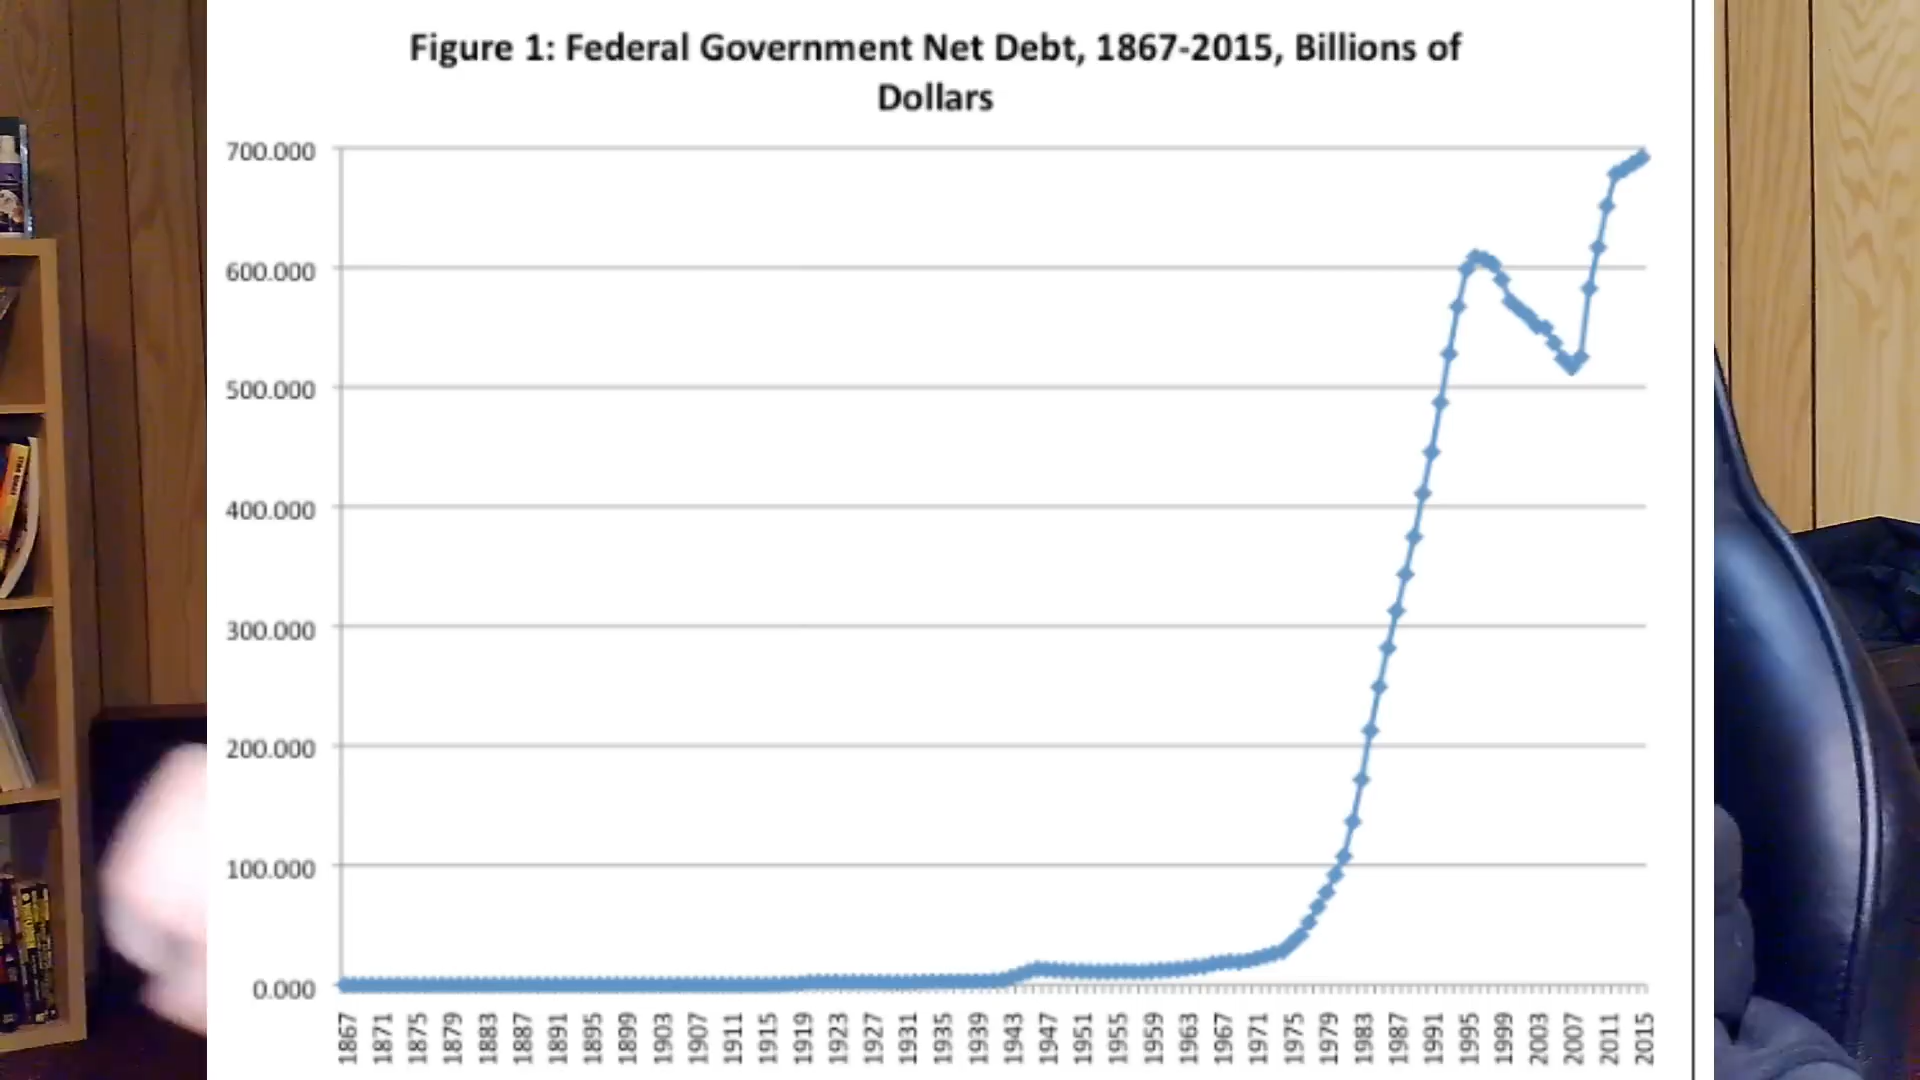 Figure 1: Federal Government Net Debt, 1867-2015, Billions of
Dollars
700.000
600.000
500.000
400.000
300.000
200.000
100.000
0.000
1867 1871 1875 1879 1883 1887 1891 1895 1899 1903 1907 1911 1915 1919 1923 1927 1931 1935 1939 1943 1947 1951 1955 1959 1963 1967 1971 1975 1979 1983 1987 1991 1995 1999 2003 2007 2011 2015